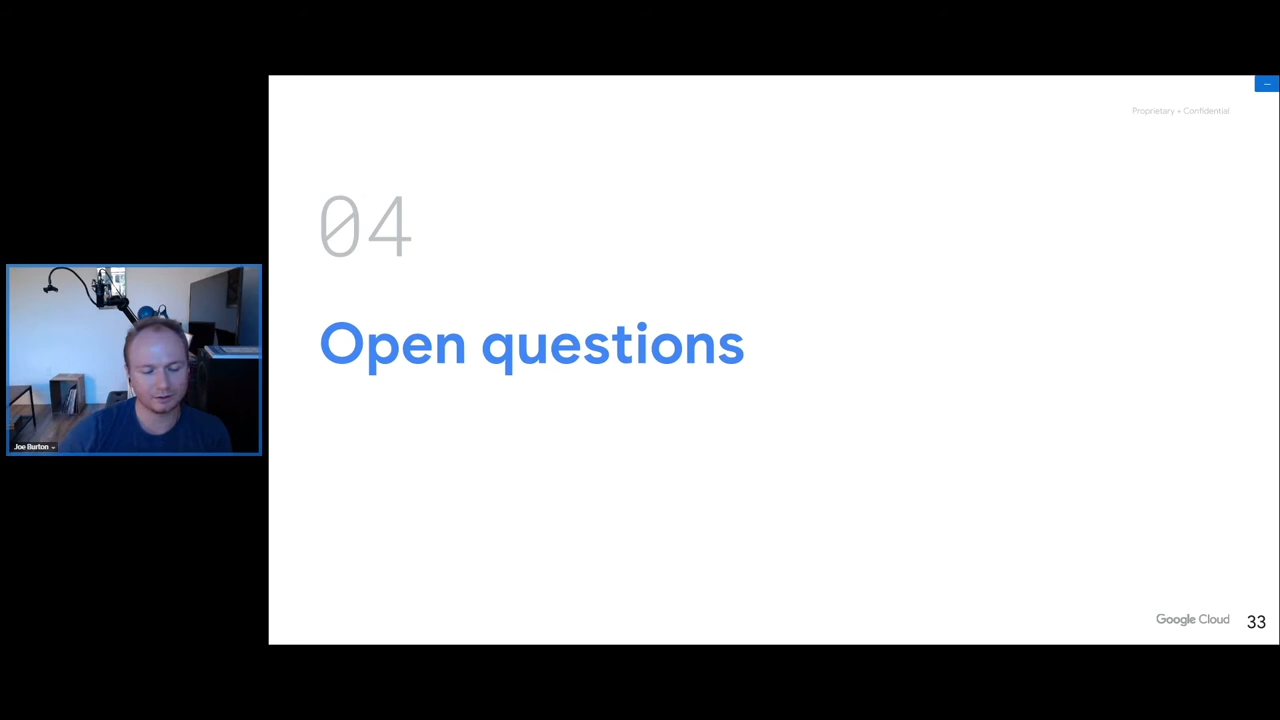 Proprietary + Confidential
04
Open questions
Joe Burton
Google Cloud
33